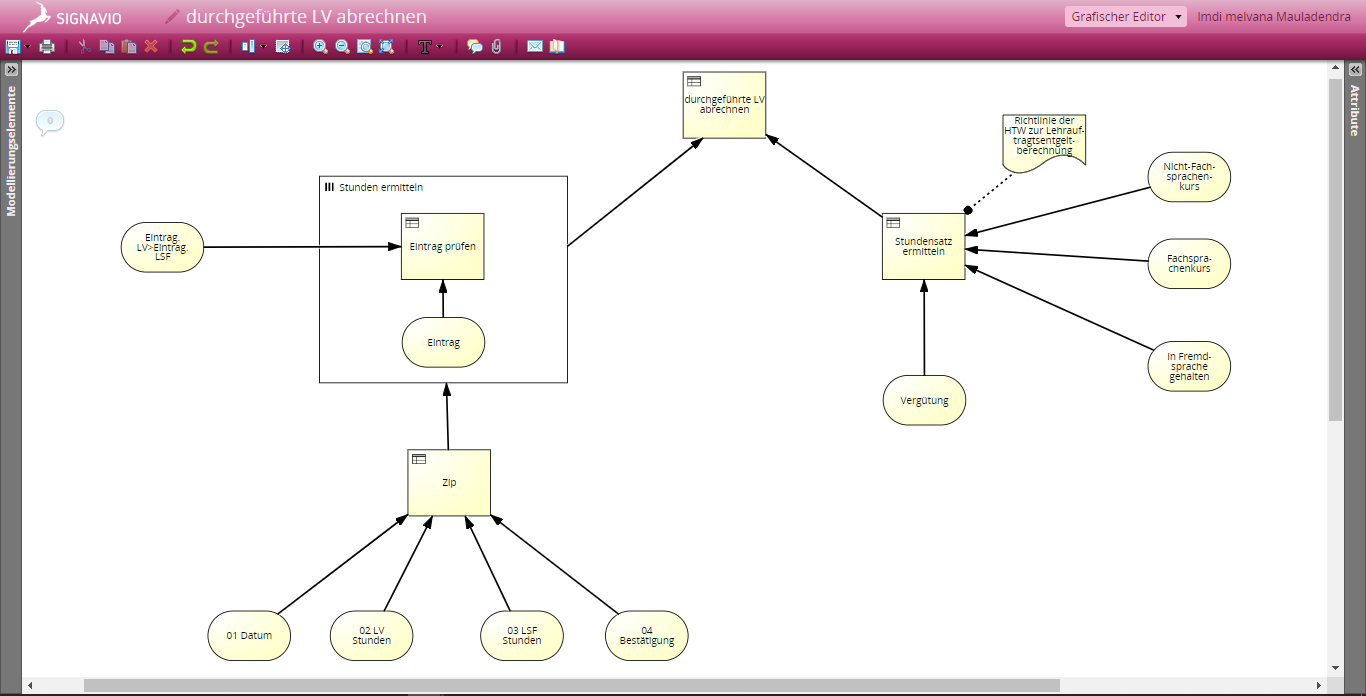 SIGNAVIO
durchgeführte LV abrechnen
Grafischer Editor
Imdi melvana Mauladendra
Modellierungselemente
Attribute
0
durchgeführte LV
abrechnen
Richtlinie der
HTW zur Lehrauf-
tragtsentgelt-
berechnung
Nicht-Fach-
sprachen-
kurs
Stunden ermitteln
Eintrag.
LV>Eintrag.
LSF
Eintrag prüfen
Stundensatz
ermitteln
Fachspra-
chenkurs
Eintrag
In Fremd-
sprache
gehalten
Vergütung
Zip
01 Datum
02 LV
Stunden
03 LSF
Stunden
04
Bestätigung